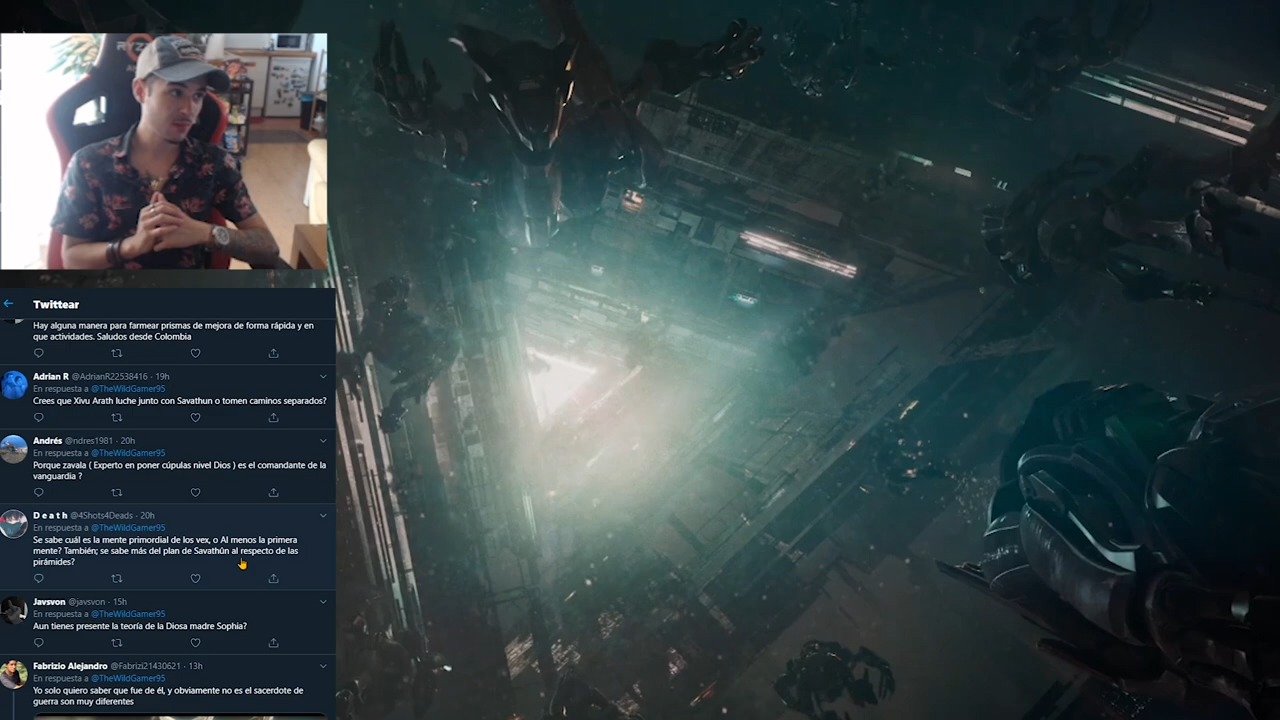 RYZ
Twittear
Hay alguna manera para farmear prismas de mejora de forma rápida y en
que actividades. Saludos desde Colombia
Adrian R @AdrianR22538416 · 19h
En respuesta a @TheWildGamer95
Crees que Xivu Arath luche junto con Savathun o tomen caminos separados?
Andrés @ndres1981 · 20h
En respuesta a @TheWildGamer95
Porque zavala ( Experto en poner cúpulas nivel Dios ) es el comandante de la
vanguardia ?
D e a t h @4Shots4Deads · 20h
En respuesta a @TheWildGamer95
Se sabe cuál es la mente primordial de los vex, o Al menos la primera
mente? También; se sabe más del plan de Savathûn al respecto de las
pirámides?
Javsvon @javsvon · 15h
En respuesta a @TheWildGamer95
Aun tienes presente la teoría de la Diosa madre Sophia?
Fabrizio Alejandro @Fabrizi21430621 · 13h
En respuesta a @TheWildGamer95
Yo solo quiero saber que fue de él, y obviamente no es el sacerdote de
guerra son muy diferentes